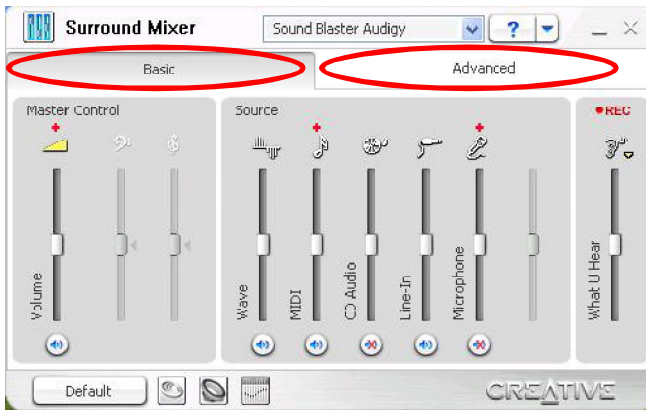 Surround Mixer
Sound Blaster Audigy
?
Basic
Advanced
Master Control
Source
REC
Volume
Wave
MIDI
CD Audio
Line-In
Microphone
What U Hear
Default
CREATIVE